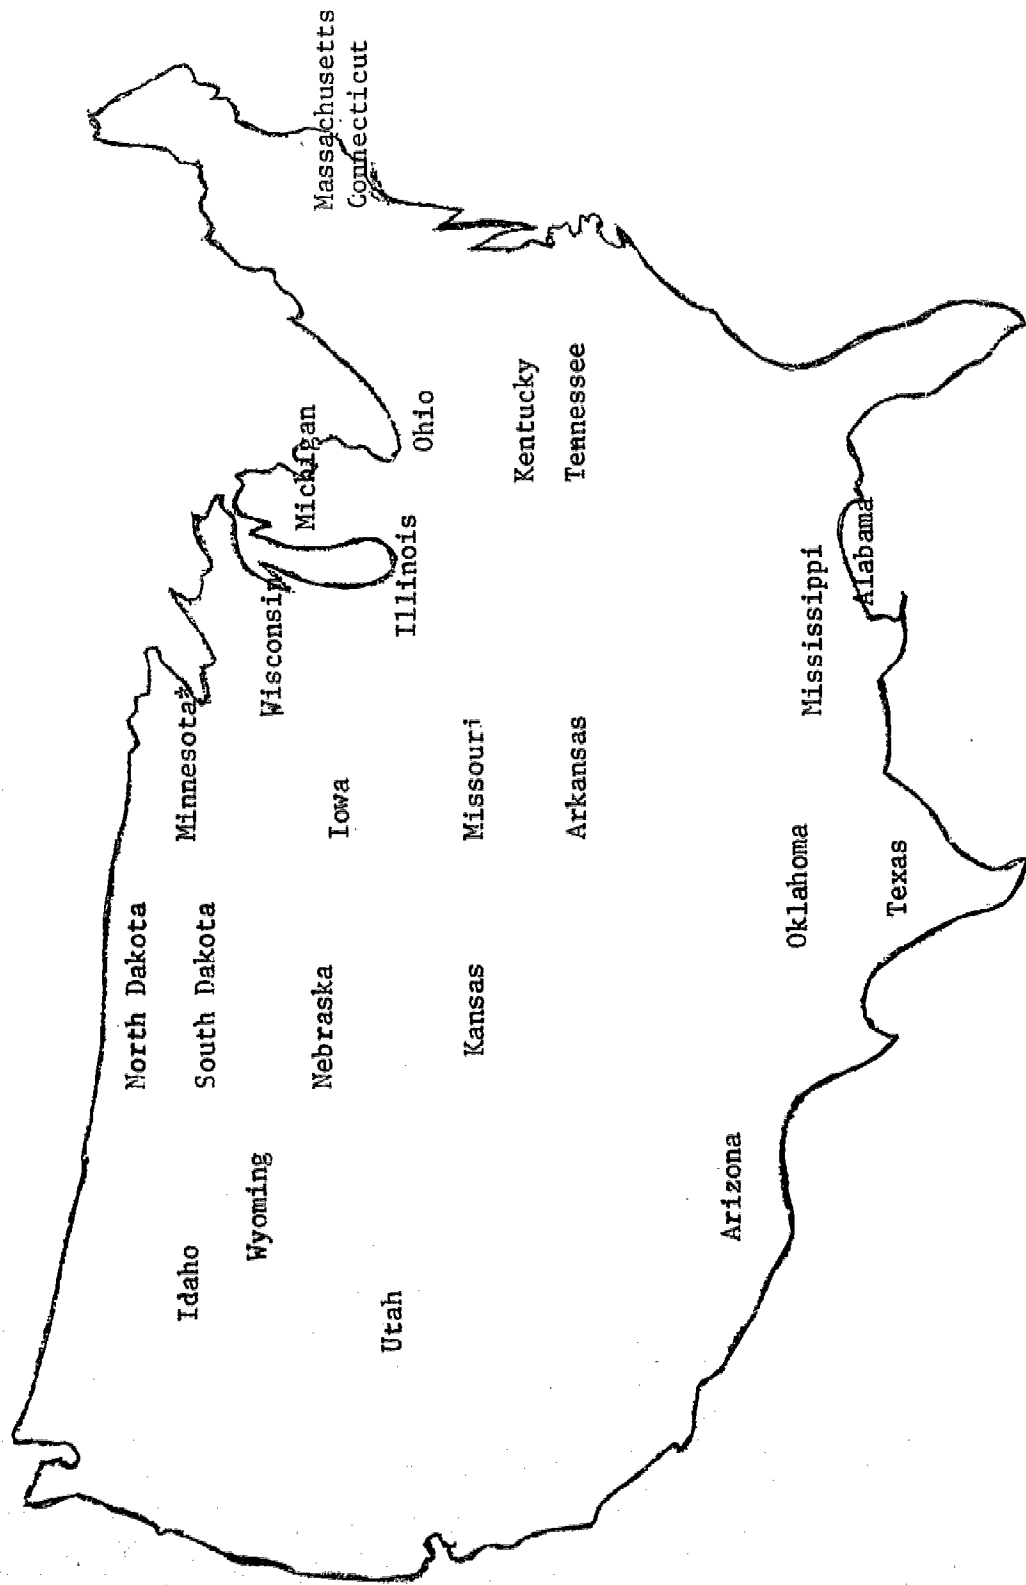 North Dakota
Minnesota*
Idaho
South Dakota
Wyoming
Wisconsin
Michigan
Massachusetts
Connecticut
Nebraska
Iowa
Utah
Illinois
Ohio
Kansas
Missouri
Kentucky
Arkansas
Tennessee
Arizona
Oklahoma
Mississippi
Alabama
Texas